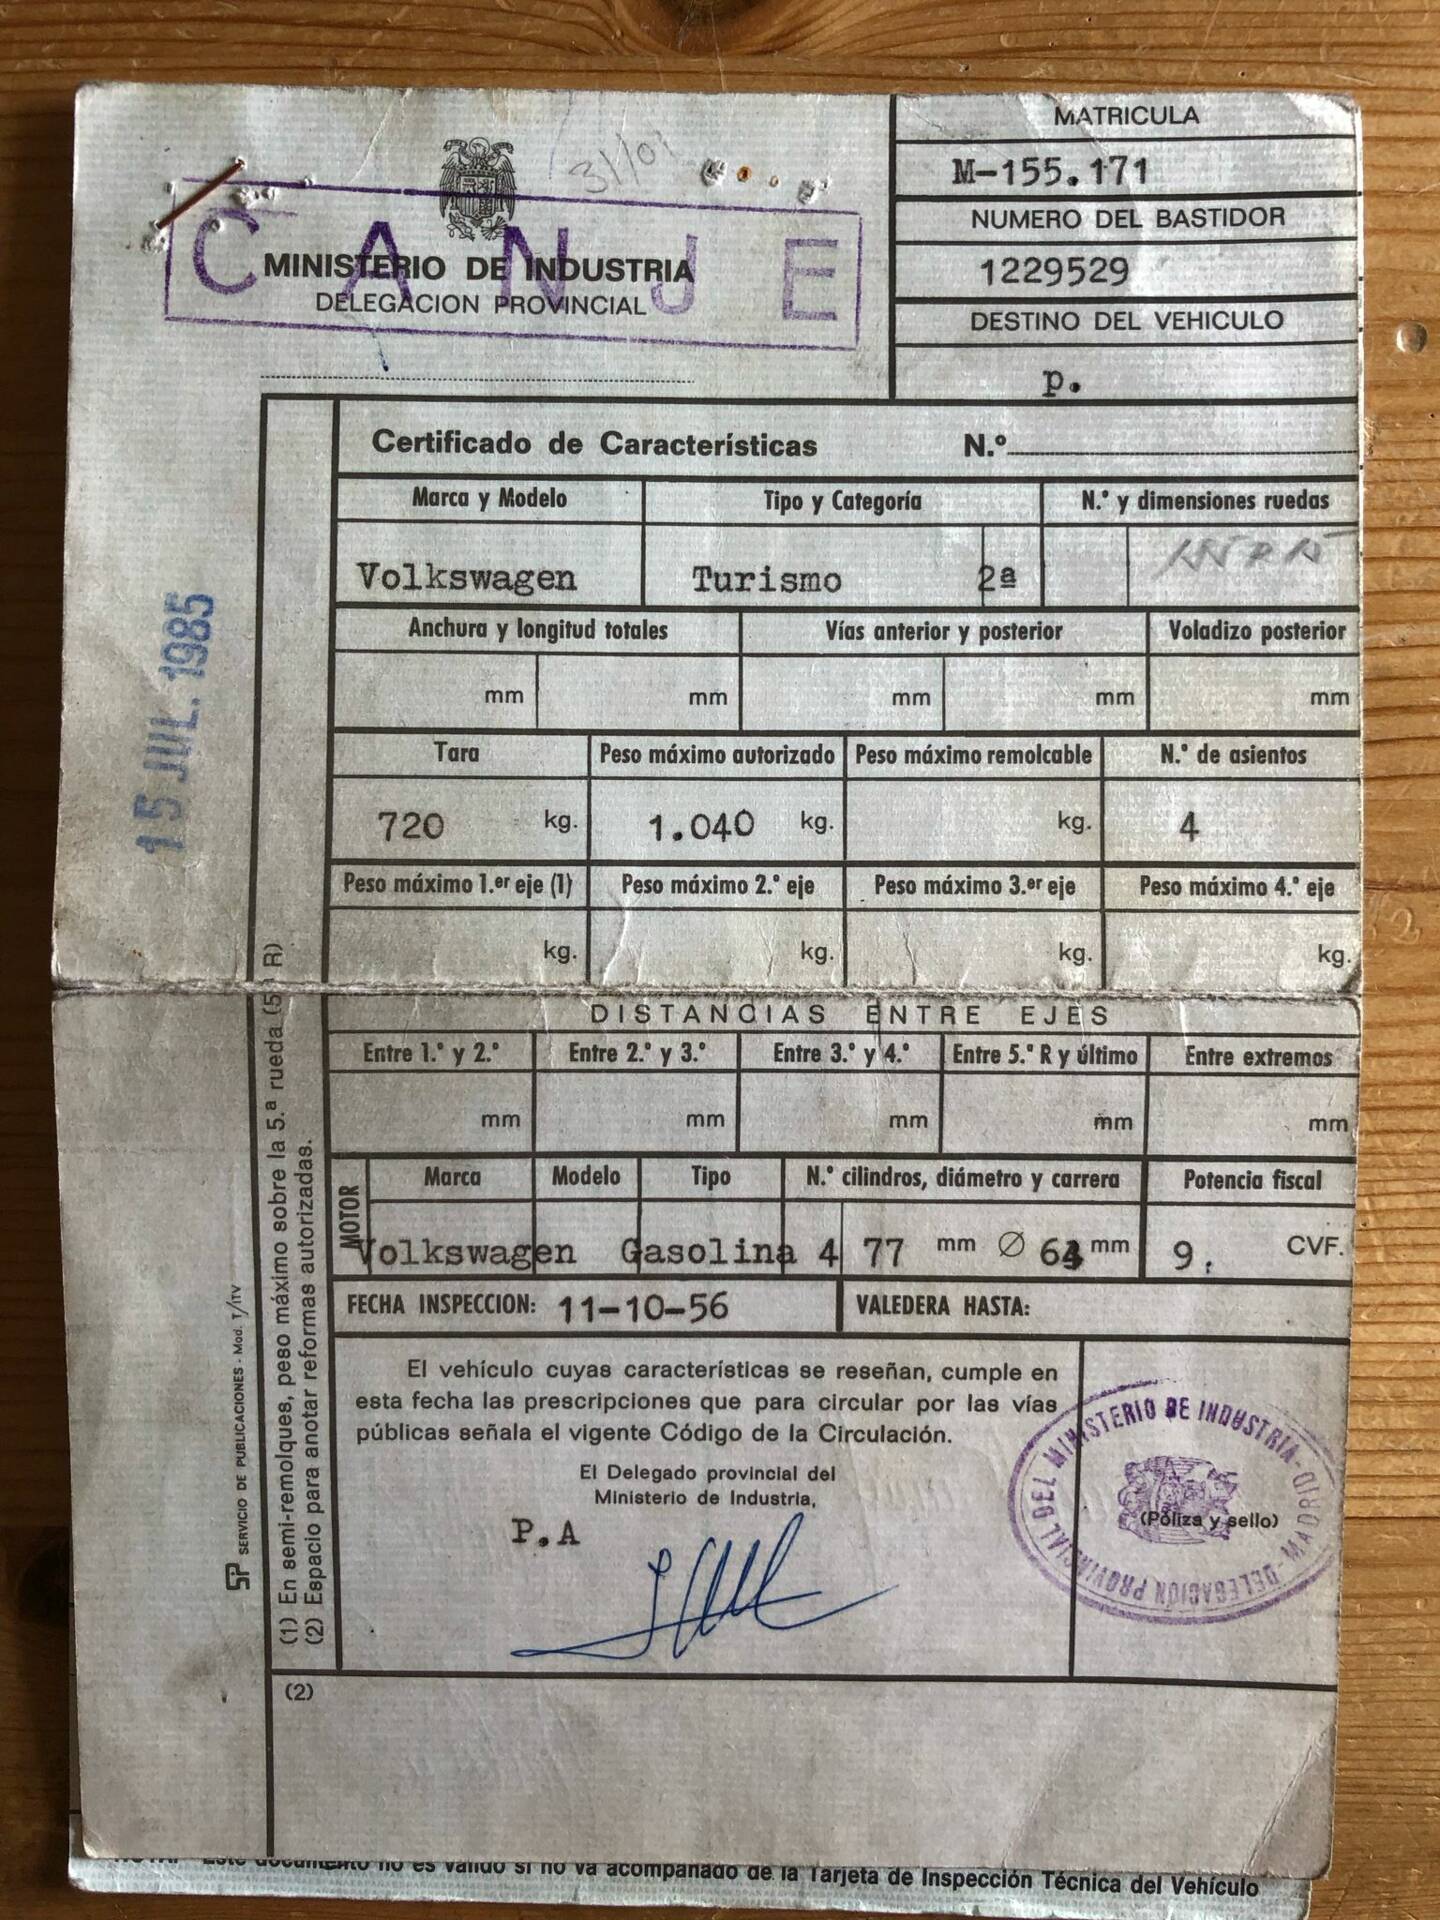 MATRICULA
M-155.171
NUMERO DEL BASTIDOR
1229529
DESTINO DEL VEHICULO
p.
31/01
CANJE
MINISTERIO DE INDUSTRIA
DELEGACION PROVINCIAL
Certificado de Características N.º
Marca y Modelo Tipo y Categoría N.º y dimensiones ruedas
Volkswagen Turismo 2ª
Anchura y longitud totales Vías anterior y posterior Voladizo posterior
mm mm mm mm mm
15 JUL. 1985
Tara Peso máximo autorizado Peso máximo remolcable N.º de asientos
720 kg. 1.040 kg. kg. 4
Peso máximo 1.er eje (1) Peso máximo 2.º eje Peso máximo 3.er eje Peso máximo 4.º eje
kg. kg. kg. kg.
DISTANCIAS ENTRE EJES
Entre 1.º y 2.º Entre 2.º y 3.º Entre 3.º y 4.º Entre 5.ª R y último Entre extremos
mm mm mm mm mm
MOTOR
Marca Modelo Tipo N.º cilindros, diámetro y carrera Potencia fiscal
Volkswagen Gasolina 4 77 mm Ø 64 mm 9. CVF.
FECHA INSPECCION: 11-10-56 VALEDERA HASTA:
El vehículo cuyas características se reseñan, cumple en
esta fecha las prescripciones que para circular por las vías
públicas señala el vigente Código de la Circulación.
El Delegado provincial del
Ministerio de Industria,
P.A
DELEGACIÓN PROVINCIAL DEL MINISTERIO DE INDUSTRIA - MADRID -
(Póliza y sello)
(1) En semi-remolques, peso máximo sobre la 5.ª rueda (5.ª R)
(2) Espacio para anotar reformas autorizadas.
SP SERVICIO DE PUBLICACIONES - Mod. T/ITV
(2)
NOTA: Este documento no es válido si no va acompañado de la Tarjeta de Inspección Técnica del Vehículo